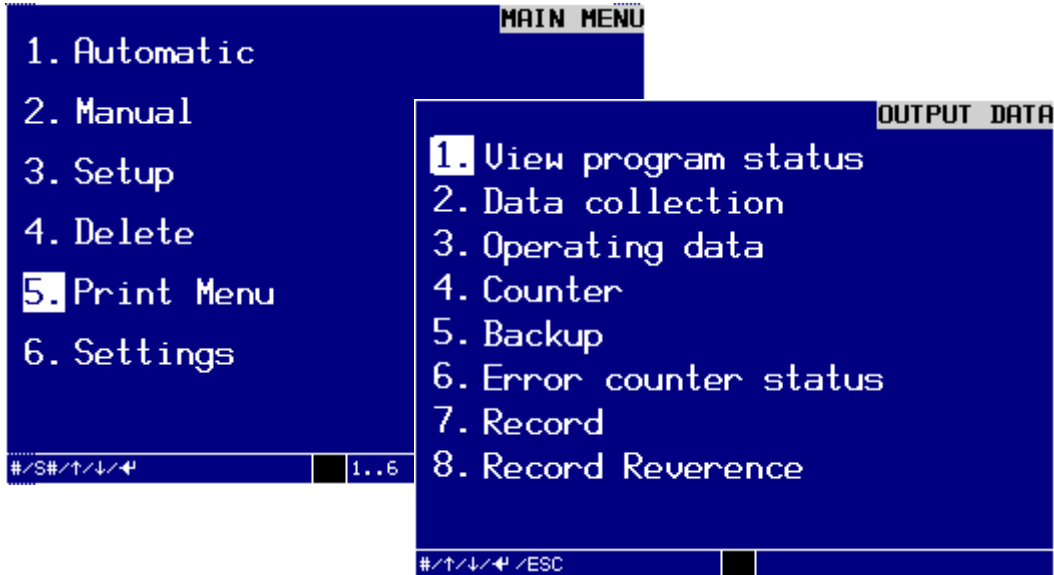 MAIN MENU
1. Automatic
2. Manual
3. Setup
4. Delete
5. Print Menu
6. Settings
#/S#/↑/↓/↵ 1..6
OUTPUT DATA
1. View program status
2. Data collection
3. Operating data
4. Counter
5. Backup
6. Error counter status
7. Record
8. Record Reverence
#/↑/↓/↵ /ESC